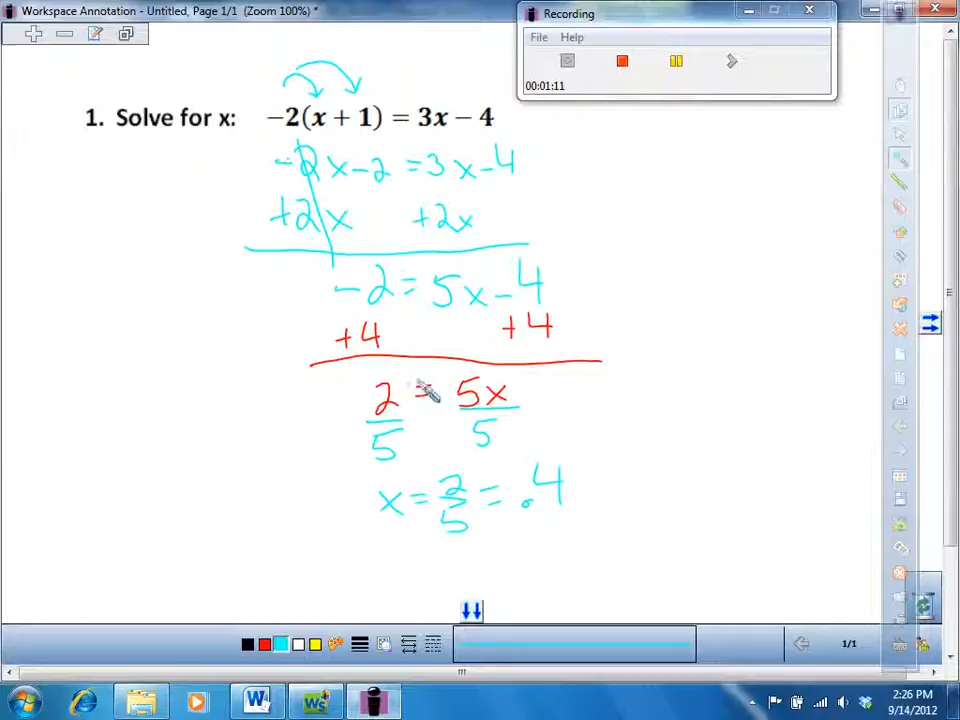 Workspace Annotation - Untitled, Page 1/1 (Zoom 100%) *
Recording
File Help
00:01:11
1. Solve for x: −2(x + 1) = 3x − 4
-2x-2=3x-4
+2x +2x
-2=5x-4
+4 +4
2 = 5x
5 5
x = 2/5 = .4
1/1
W
Ws
2:26 PM
9/14/2012